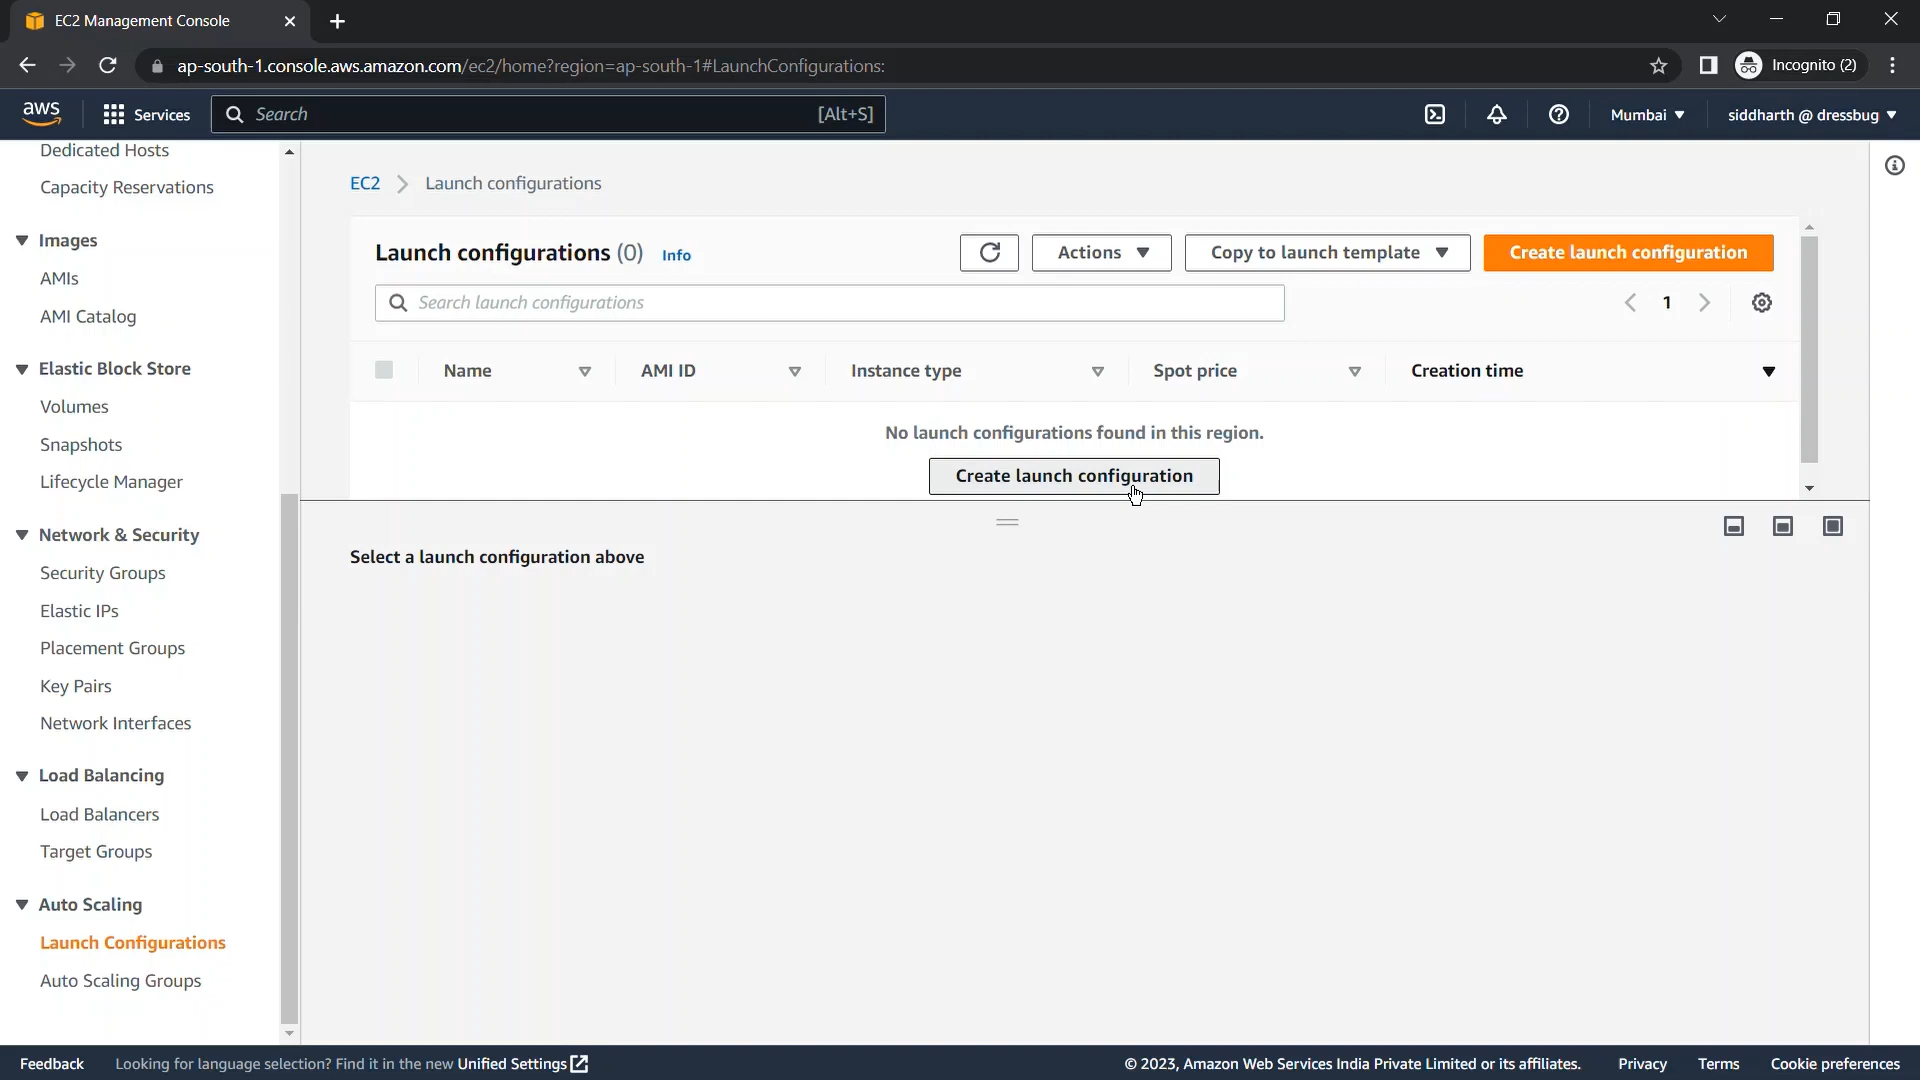 EC2 Management Console
ap-south-1.console.aws.amazon.com/ec2/home?region=ap-south-1#LaunchConfigurations:
Incognito (2)
aws
Services
Search
[Alt+S]
Mumbai
siddharth @ dressbug
Dedicated Hosts
Capacity Reservations
Images
AMIs
AMI Catalog
Elastic Block Store
Volumes
Snapshots
Lifecycle Manager
Network & Security
Security Groups
Elastic IPs
Placement Groups
Key Pairs
Network Interfaces
Load Balancing
Load Balancers
Target Groups
Auto Scaling
Launch Configurations
Auto Scaling Groups
EC2 > Launch configurations
Launch configurations (0) Info
Actions
Copy to launch template
Create launch configuration
Search launch configurations
1
Name
AMI ID
Instance type
Spot price
Creation time
No launch configurations found in this region.
Create launch configuration
Select a launch configuration above
Feedback
Looking for language selection? Find it in the new Unified Settings
© 2023, Amazon Web Services India Private Limited or its affiliates.
Privacy
Terms
Cookie preferences